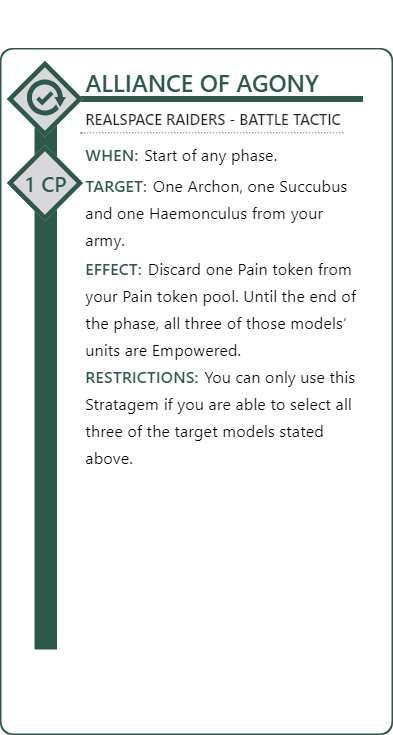 ALLIANCE OF AGONY
REALSPACE RAIDERS - BATTLE TACTIC
1 CP
WHEN: Start of any phase.
TARGET: One Archon, one Succubus
and one Haemonculus from your
army.
EFFECT: Discard one Pain token from
your Pain token pool. Until the end of
the phase, all three of those models’
units are Empowered.
RESTRICTIONS: You can only use this
Stratagem if you are able to select all
three of the target models stated
above.